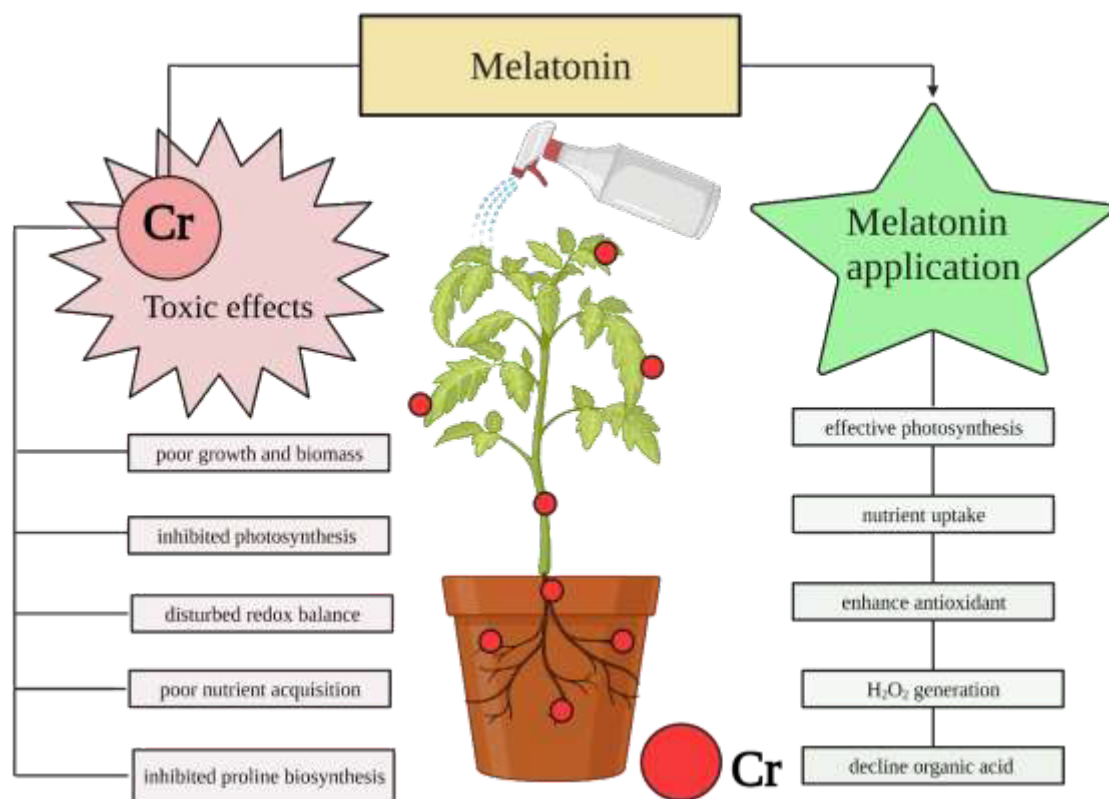 Melatonin
Cr
Toxic effects
poor growth and biomass
inhibited photosynthesis
disturbed redox balance
poor nutrient acquisition
inhibited proline biosynthesis
Melatonin
application
effective photosynthesis
nutrient uptake
enhance antioxidant
H₂O₂ generation
decline organic acid
Cr